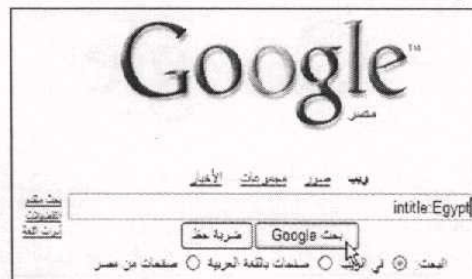 Google™
مصر
ويب صور مجموعات الأخبار
intitle:Egypt
بحث متقدم
التفضيلات
أدوات اللغة
بحث Google ضربة حظ
البحث: في الويب صفحات باللغة العربية صفحات من مصر